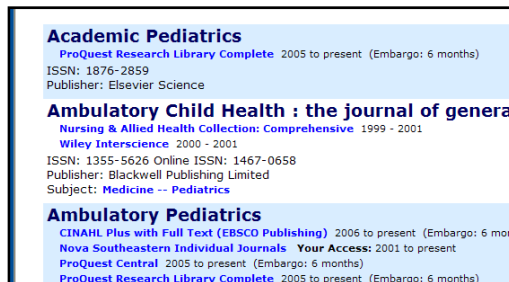 Academic Pediatrics
ProQuest Research Library Complete 2005 to present (Embargo: 6 months)
ISSN: 1876-2859
Publisher: Elsevier Science
Ambulatory Child Health : the journal of genera
Nursing & Allied Health Collection: Comprehensive 1999 - 2001
Wiley Interscience 2000 - 2001
ISSN: 1355-5626 Online ISSN: 1467-0658
Publisher: Blackwell Publishing Limited
Subject: Medicine -- Pediatrics
Ambulatory Pediatrics
CINAHL Plus with Full Text (EBSCO Publishing) 2006 to present (Embargo: 6 mo
Nova Southeastern Individual Journals Your Access: 2001 to present
ProQuest Central 2005 to present (Embargo: 6 months)
ProQuest Research Library Complete 2005 to present (Embargo: 6 months)